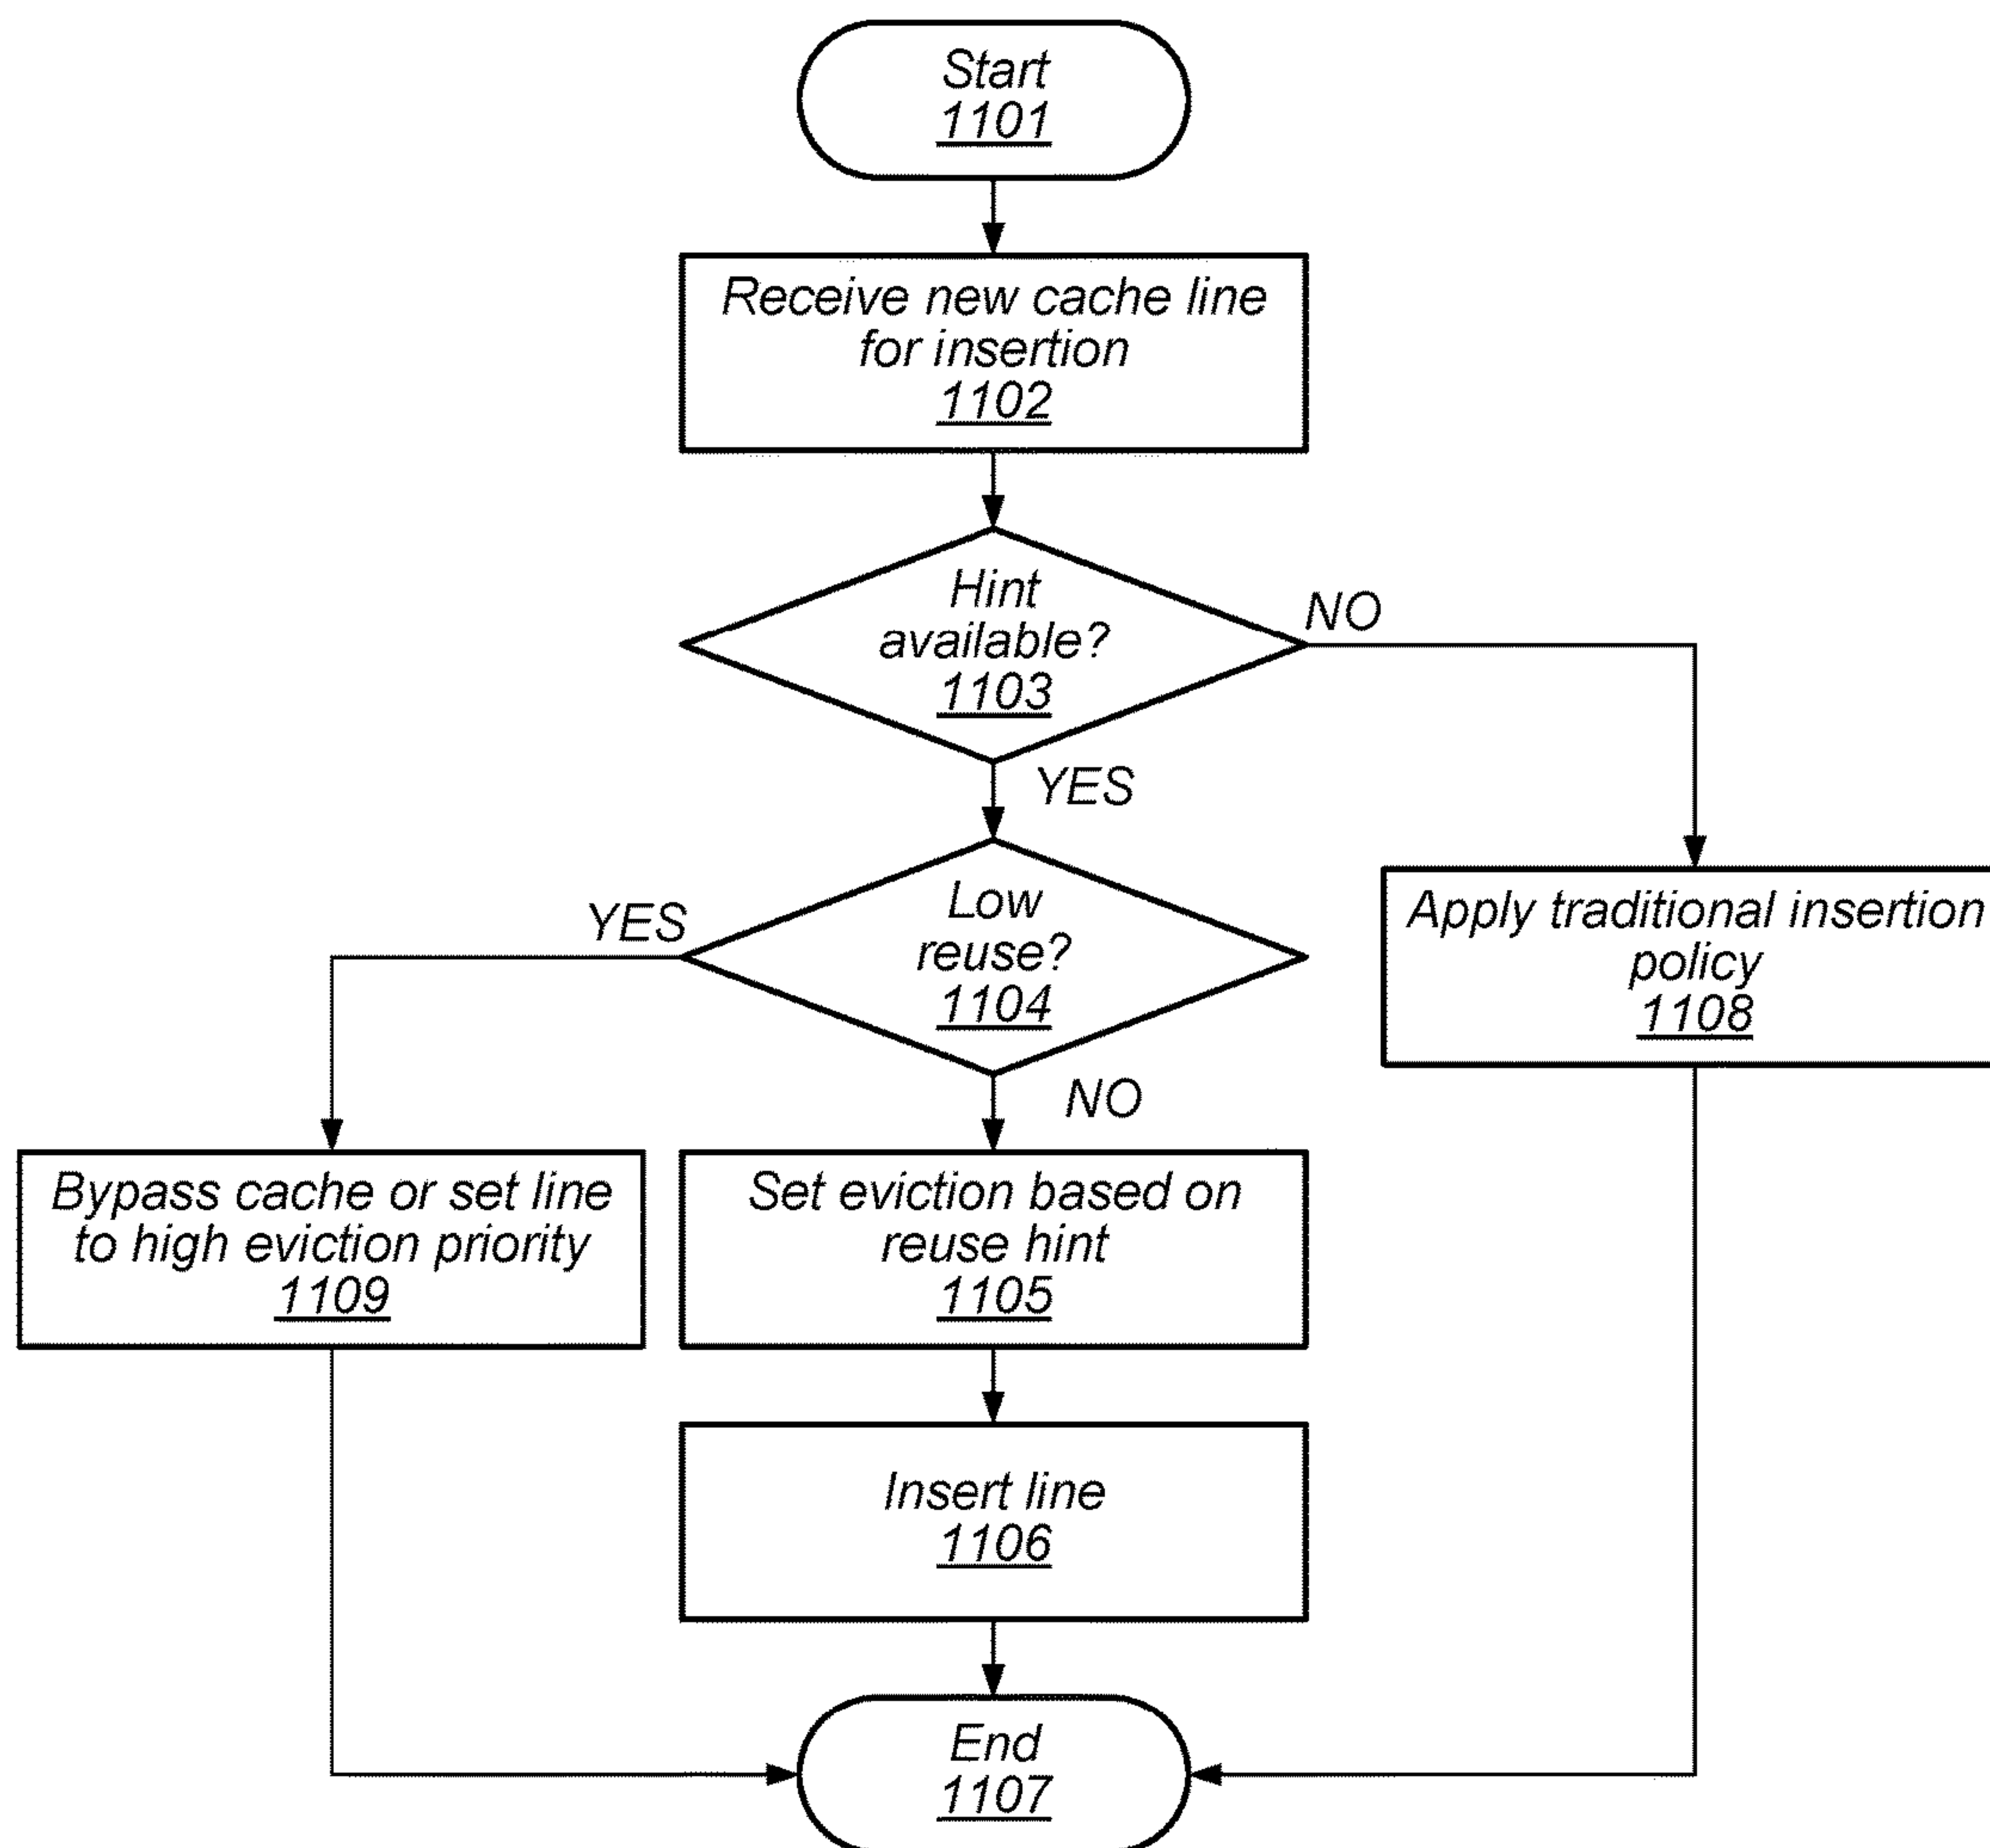 Start
1101
Receive new cache line
for insertion
1102
Hint
available?
1103
NO
YES
Low
reuse?
1104
YES
NO
Apply traditional insertion
policy
1108
Bypass cache or set line
to high eviction priority
1109
Set eviction based on
reuse hint
1105
Insert line
1106
End
1107